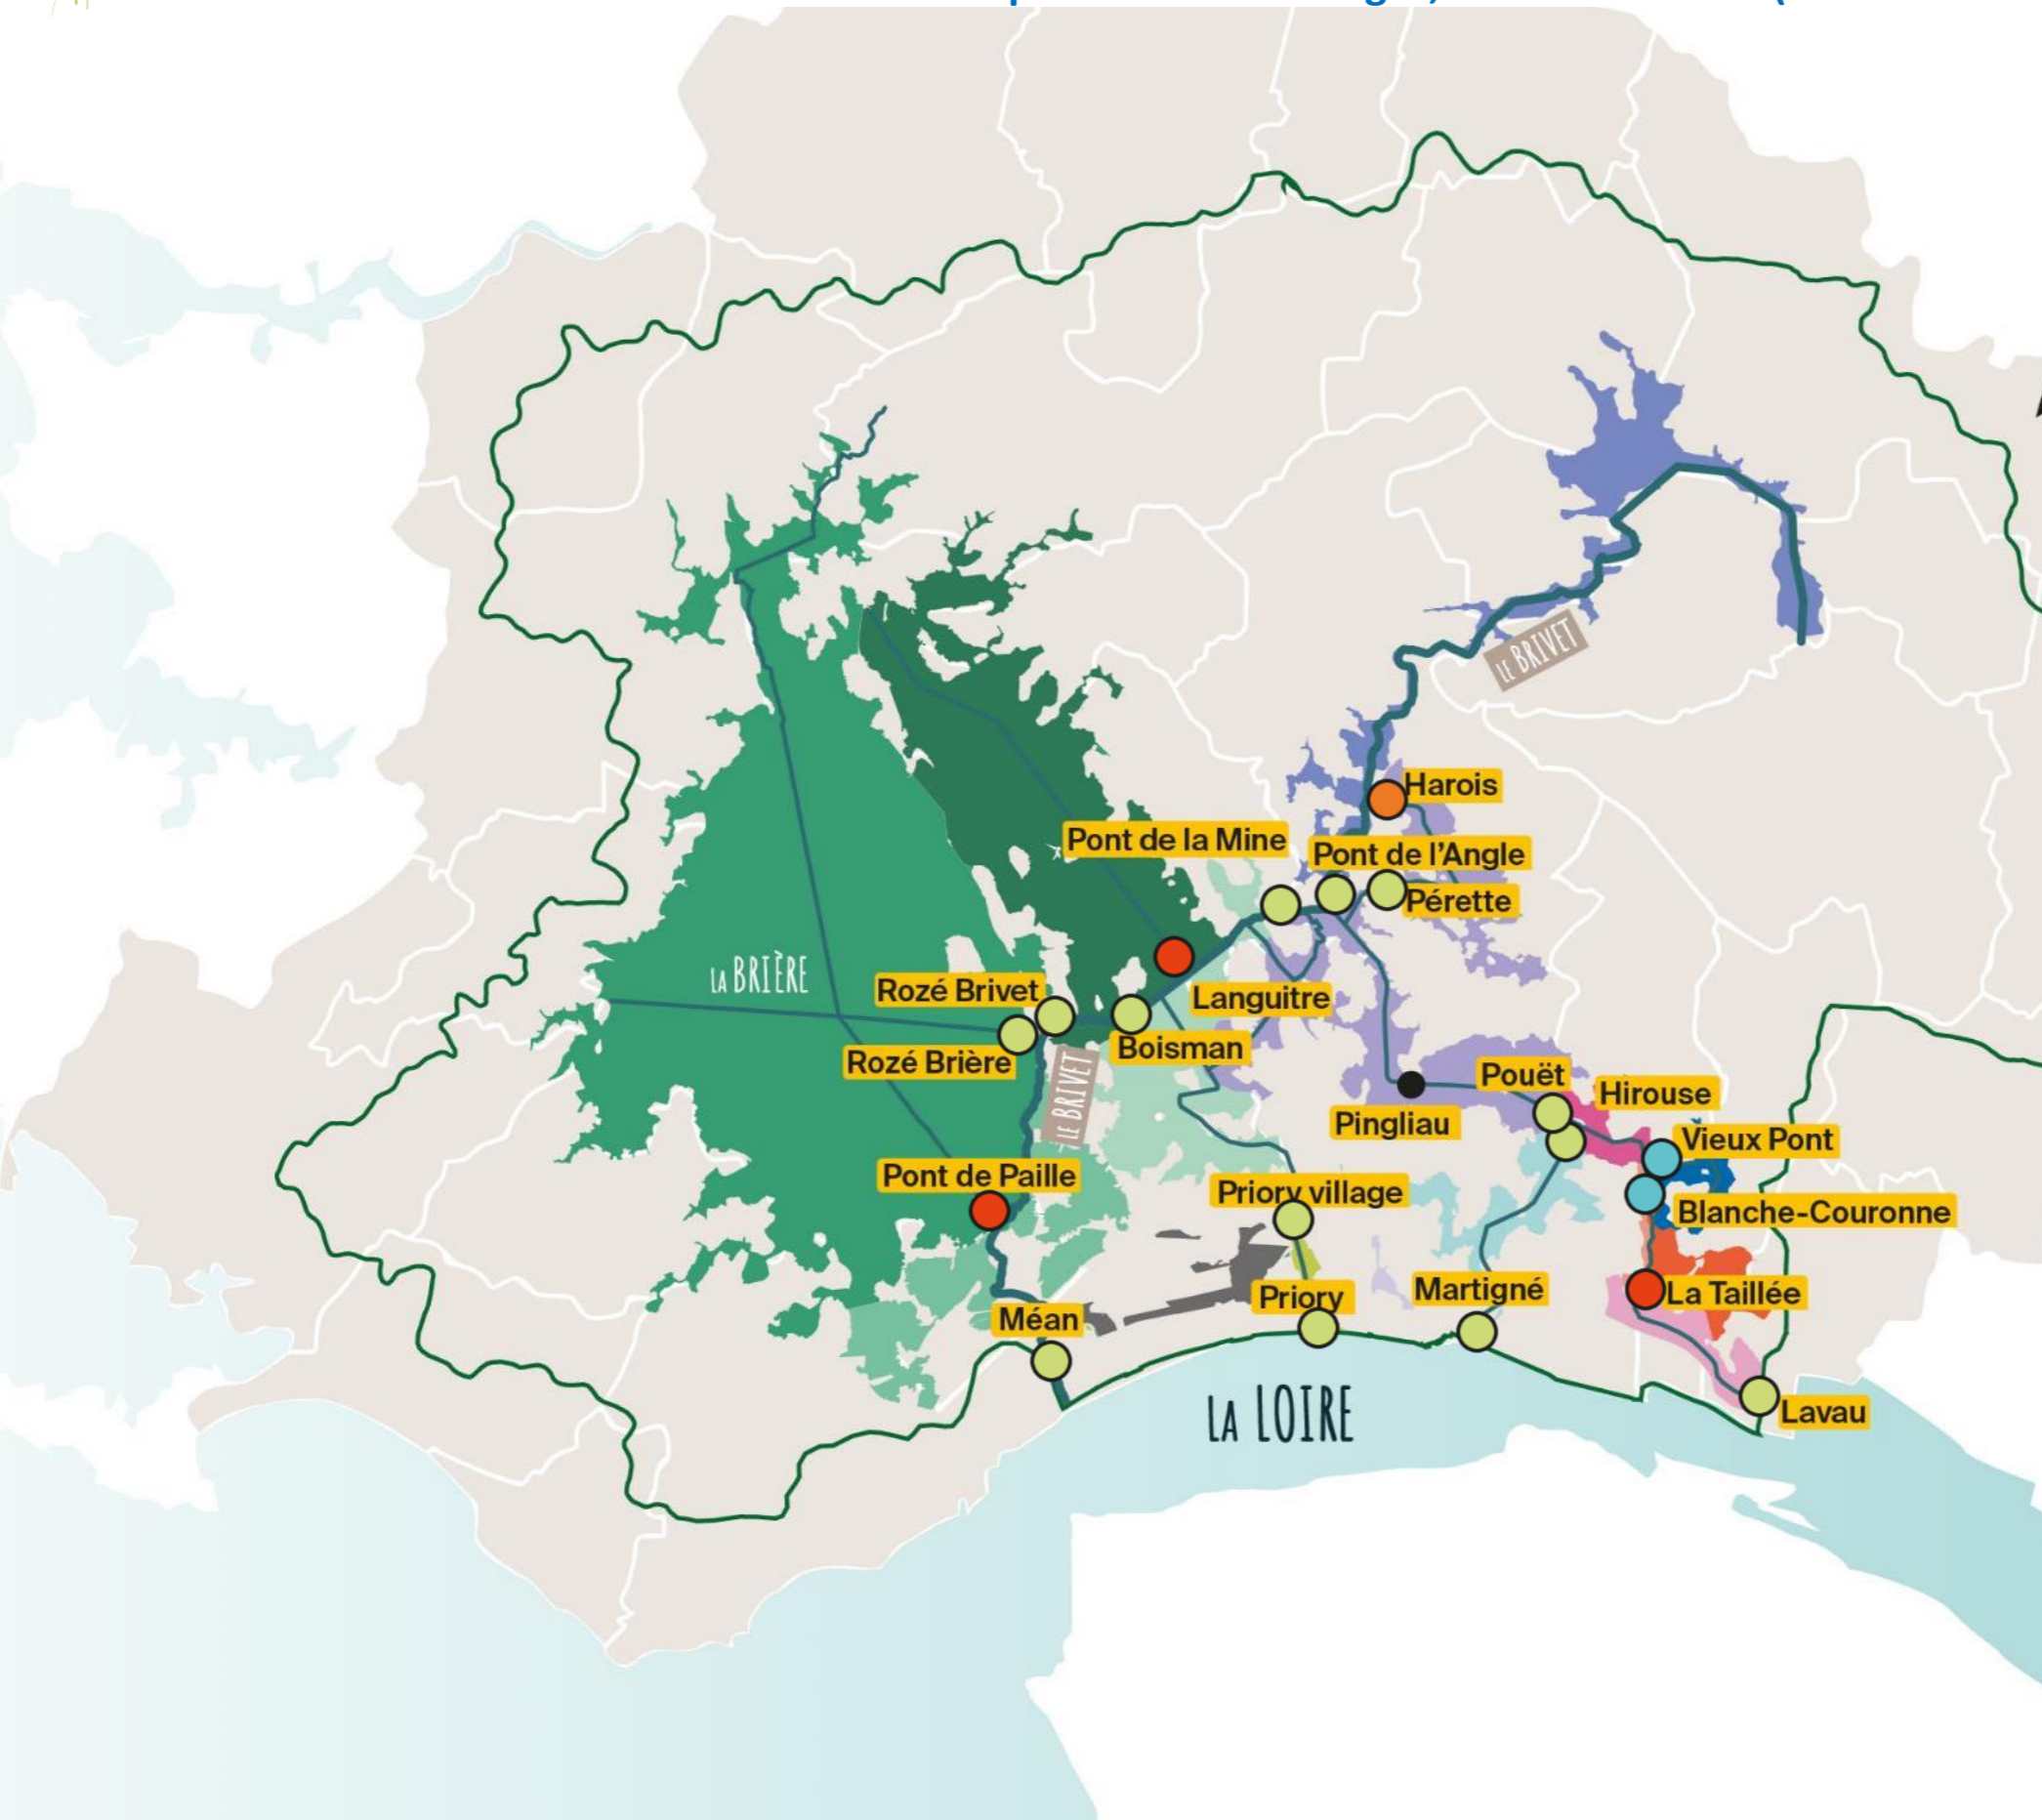 LE BRIVET
Harois
Pont de la Mine
Pont de l'Angle
Pérette
LA BRIÈRE
Rozé Brivet
Languitre
Boisman
Rozé Brière
LE BRIVET
Pouët
Hirouse
Pingliau
Vieux Pont
Pont de Paille
Priory village
Blanche-Couronne
Martigné
La Taillée
Priory
Méan
LA LOIRE
Lavau